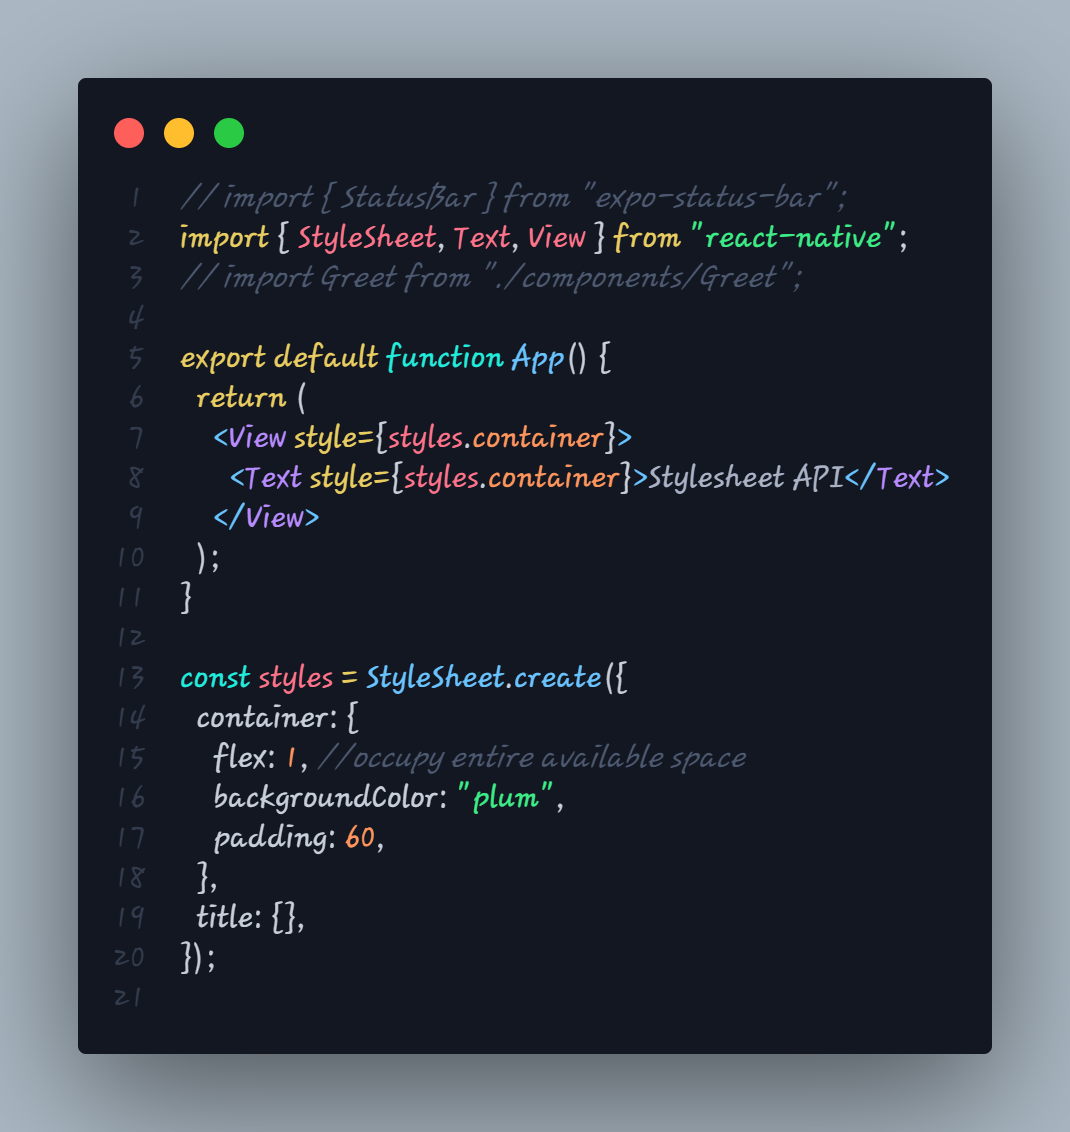 1 // import { StatusBar } from "expo-status-bar";
2 import { StyleSheet, Text, View } from "react-native";
3 // import Greet from "./components/Greet";
4
5 export default function App() {
6   return (
7     <View style={styles.container}>
8       <Text style={styles.container}>Stylesheet API</Text>
9     </View>
10   );
11 }
12
13 const styles = StyleSheet.create({
14   container: {
15     flex: 1, //occupy entire available space
16     backgroundColor: "plum",
17     padding: 60,
18   },
19   title: {},
20 });
21